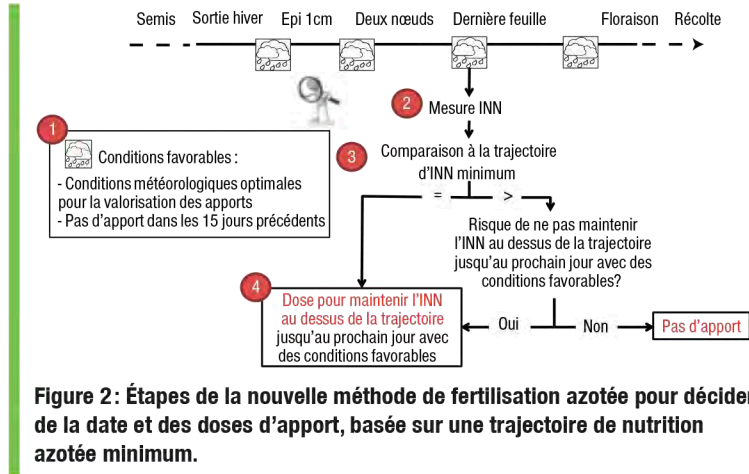 Semis Sortie hiver Epi 1cm Deux nœuds Dernière feuille Floraison Récolte
1
Conditions favorables :
- Conditions météorologiques optimales
pour la valorisation des apports
- Pas d'apport dans les 15 jours précédents
2
Mesure INN
3
Comparaison à la trajectoire
d'INN minimum
= >
Risque de ne pas maintenir
l'INN au dessus de la trajectoire
jusqu'au prochain jour avec des
conditions favorables?
4
Dose pour maintenir l'INN
au dessus de la trajectoire
jusqu'au prochain jour avec
des conditions favorables
Oui Non Pas d'apport
Figure 2: Étapes de la nouvelle méthode de fertilisation azotée pour décider
de la date et des doses d'apport, basée sur une trajectoire de nutrition
azotée minimum.